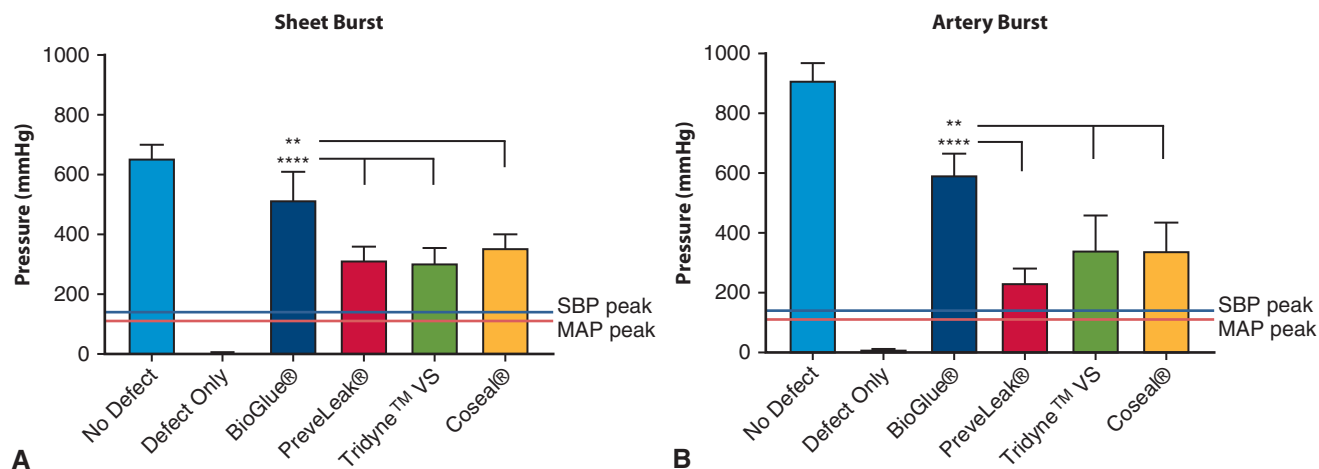 Sheet Burst
Pressure (mmHg)
1000
800
600
400
200
0
**
****
SBP peak
MAP peak
No Defect
Defect Only
BioGlue®
PreveLeak®
Tridyne™ VS
Coseal®
A
Artery Burst
Pressure (mmHg)
1000
800
600
400
200
0
**
****
SBP peak
MAP peak
No Defect
Defect Only
BioGlue®
PreveLeak®
Tridyne™ VS
Coseal®
B